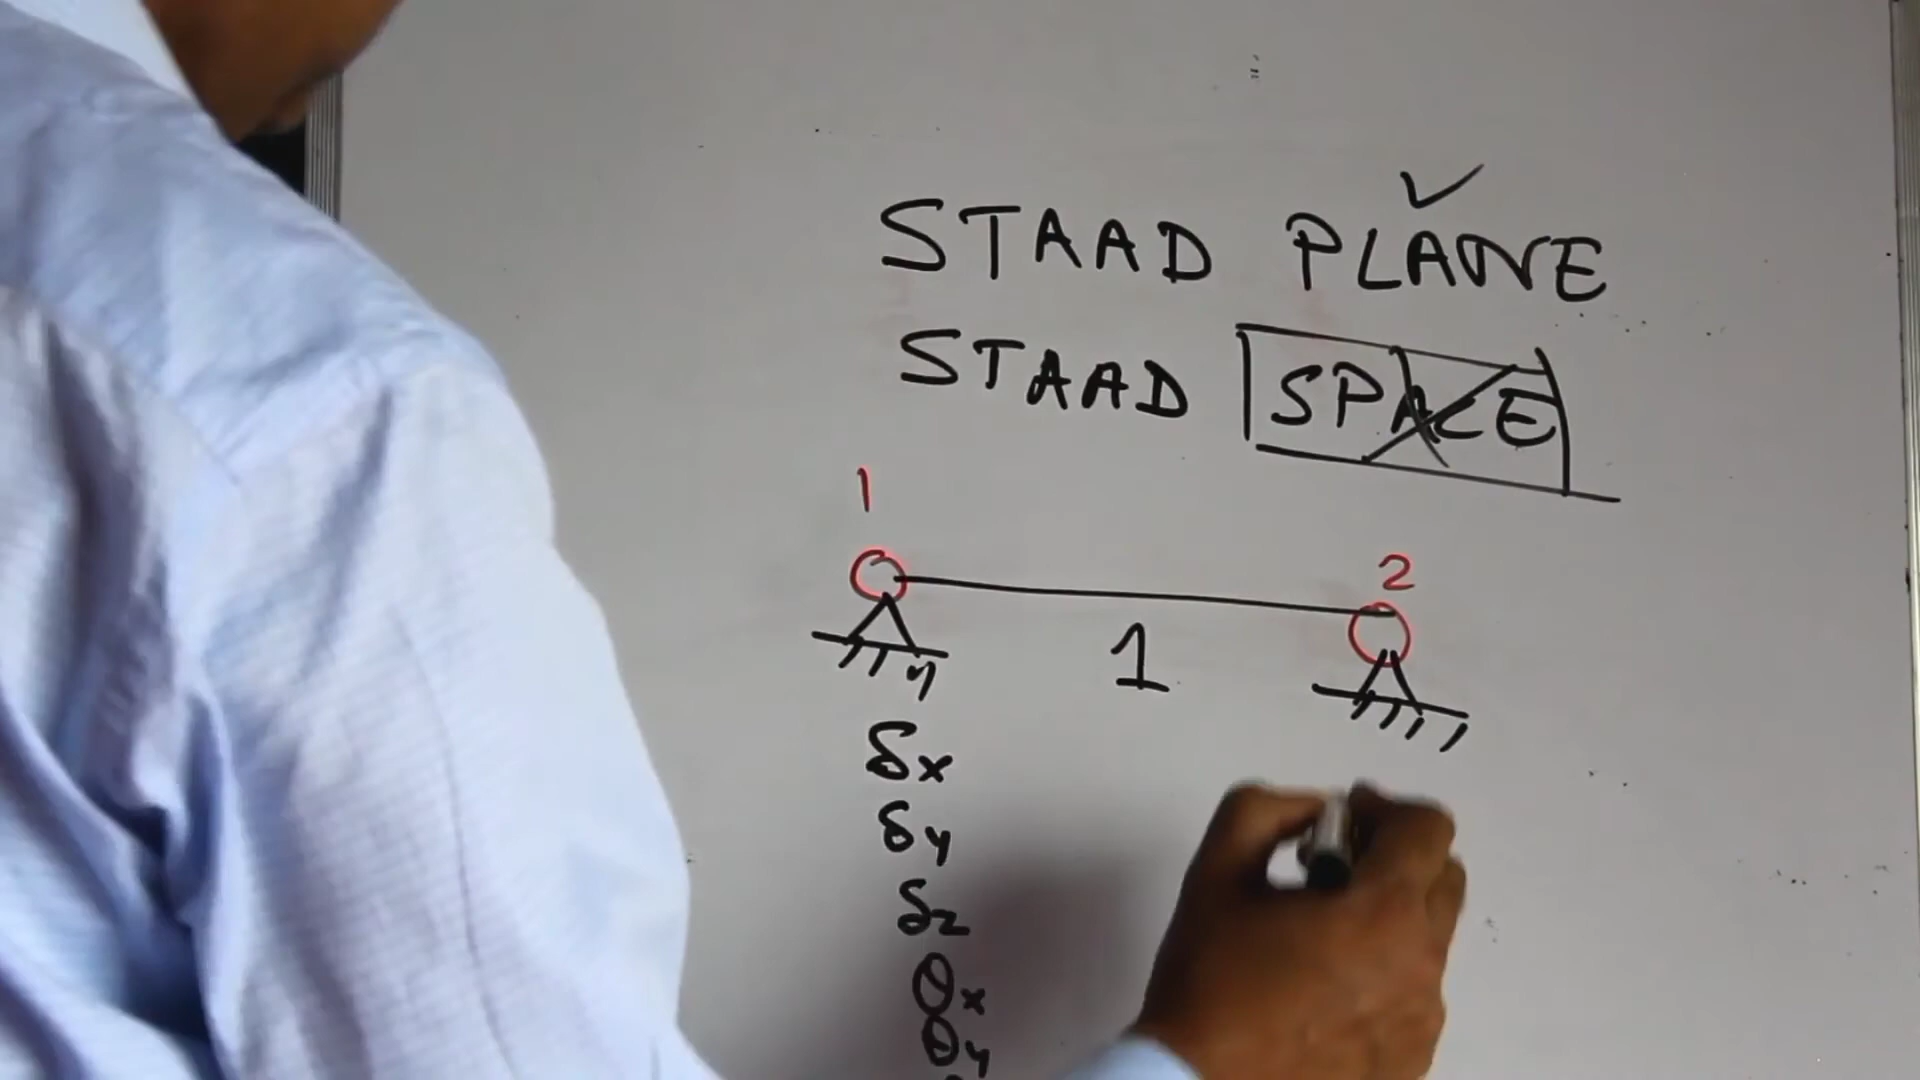 STAAD PLANE
STAAD SPACE
1
2
1
δx
δy
δz
θx
θy